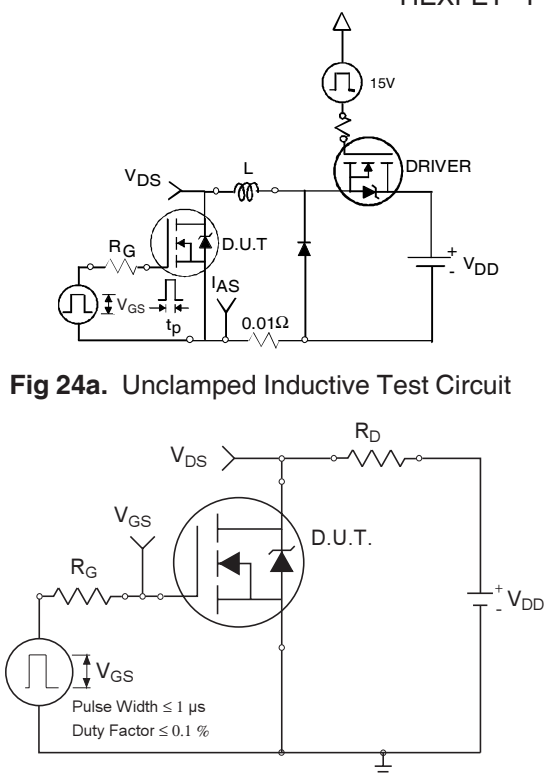 15V
DRIVER
L
VDS
RG
D.U.T
VDD
+
-
VGS
IAS
tp
0.01Ω
Fig 24a. Unclamped Inductive Test Circuit
RD
VDS
VGS
D.U.T.
RG
+
-
VDD
VGS
Pulse Width ≤ 1 µs
Duty Factor ≤ 0.1 %